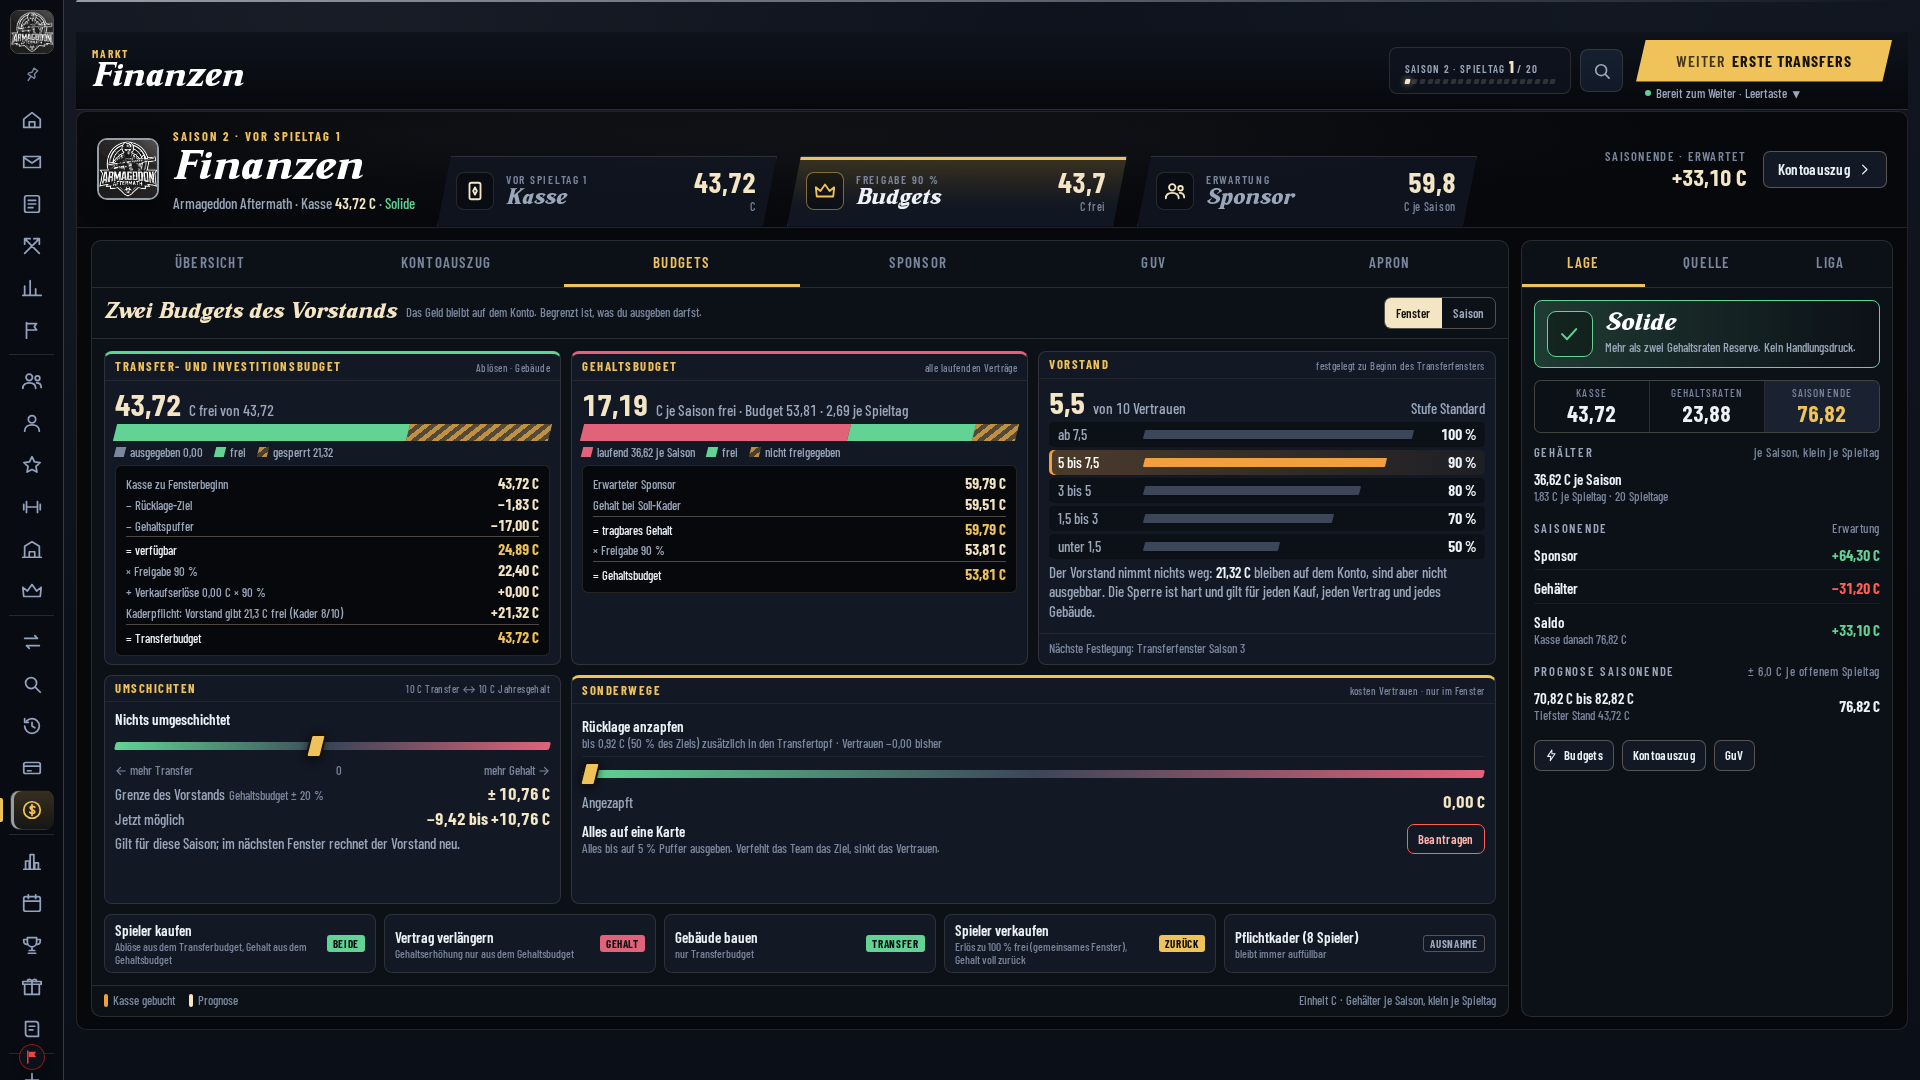 MARKT
Finanzen
SAISON 2 · SPIELTAG 1 / 20
WEITER ERSTE TRANSFERS
Bereit zum Weiter · Leertaste ▼
SAISON 2 · VOR SPIELTAG 1
Finanzen
Armageddon Aftermath · Kasse 43,72 C · Solide
VOR SPIELTAG 1
Kasse
43,72
C
FREIGABE 90 %
Budgets
43,7
C frei
ERWARTUNG
Sponsor
59,8
C je Saison
SAISONENDE · ERWARTET
+33,10 C
Kontoauszug
ÜBERSICHT
KONTOAUSZUG
BUDGETS
SPONSOR
GUV
APRON
Zwei Budgets des Vorstands
Das Geld bleibt auf dem Konto. Begrenzt ist, was du ausgeben darfst.
Fenster
Saison
TRANSFER- UND INVESTITIONSBUDGET
Ablösen · Gebäude
43,72 C frei von 43,72
ausgegeben 0,00
frei
gesperrt 21,32
Kasse zu Fensterbeginn 43,72 C
− Rücklage-Ziel −1,83 C
− Gehaltspuffer −17,00 C
= verfügbar 24,89 C
× Freigabe 90 % 22,40 C
+ Verkaufserlöse 0,00 C × 90 % +0,00 C
Kaderpflicht: Vorstand gibt 21,3 C frei (Kader 8/10) +21,32 C
= Transferbudget 43,72 C
GEHALTSBUDGET
alle laufenden Verträge
17,19 C je Saison frei · Budget 53,81 · 2,69 je Spieltag
laufend 36,62 je Saison
frei
nicht freigegeben
Erwarteter Sponsor 59,79 C
Gehalt bei Soll-Kader 59,51 C
= tragbares Gehalt 59,79 C
× Freigabe 90 % 53,81 C
= Gehaltsbudget 53,81 C
VORSTAND
festgelegt zu Beginn des Transferfensters
5,5 von 10 Vertrauen
Stufe Standard
ab 7,5 100 %
5 bis 7,5 90 %
3 bis 5 80 %
1,5 bis 3 70 %
unter 1,5 50 %
Der Vorstand nimmt nichts weg: 21,32 C bleiben auf dem Konto, sind aber nicht
ausgebbar. Die Sperre ist hart und gilt für jeden Kauf, jeden Vertrag und jedes
Gebäude.
Nächste Festlegung: Transferfenster Saison 3
UMSCHICHTEN
10 C Transfer ↔ 10 C Jahresgehalt
Nichts umgeschichtet
← mehr Transfer
0
mehr Gehalt →
Grenze des Vorstands Gehaltsbudget ± 20 %
± 10,76 C
Jetzt möglich
−9,42 bis +10,76 C
Gilt für diese Saison; im nächsten Fenster rechnet der Vorstand neu.
SONDERWEGE
kosten Vertrauen · nur im Fenster
Rücklage anzapfen
bis 0,92 C (50 % des Ziels) zusätzlich in den Transfertopf · Vertrauen −0,00 bisher
Angezapft
0,00 C
Alles auf eine Karte
Alles bis auf 5 % Puffer ausgeben. Verfehlt das Team das Ziel, sinkt das Vertrauen.
Beantragen
Spieler kaufen
Ablöse aus dem Transferbudget, Gehalt aus dem
Gehaltsbudget
BEIDE
Vertrag verlängern
Gehaltserhöhung nur aus dem Gehaltsbudget
GEHALT
Gebäude bauen
nur Transferbudget
TRANSFER
Spieler verkaufen
Erlös zu 100 % frei (gemeinsames Fenster),
Gehalt voll zurück
ZURÜCK
Pflichtkader (8 Spieler)
bleibt immer auffüllbar
AUSNAHME
Kasse gebucht
Prognose
Einheit C · Gehälter je Saison, klein je Spieltag
LAGE
QUELLE
LIGA
Solide
Mehr als zwei Gehaltsraten Reserve. Kein Handlungsdruck.
KASSE
43,72
GEHALTSRATEN
23,88
SAISONENDE
76,82
GEHÄLTER
je Saison, klein je Spieltag
36,62 C je Saison
1,83 C je Spieltag · 20 Spieltage
SAISONENDE
Erwartung
Sponsor
+64,30 C
Gehälter
−31,20 C
Saldo
Kasse danach 76,82 C
+33,10 C
PROGNOSE SAISONENDE
± 6,0 C je offenem Spieltag
70,82 C bis 82,82 C
Tiefster Stand 43,72 C
76,82 C
Budgets
Kontoauszug
GuV